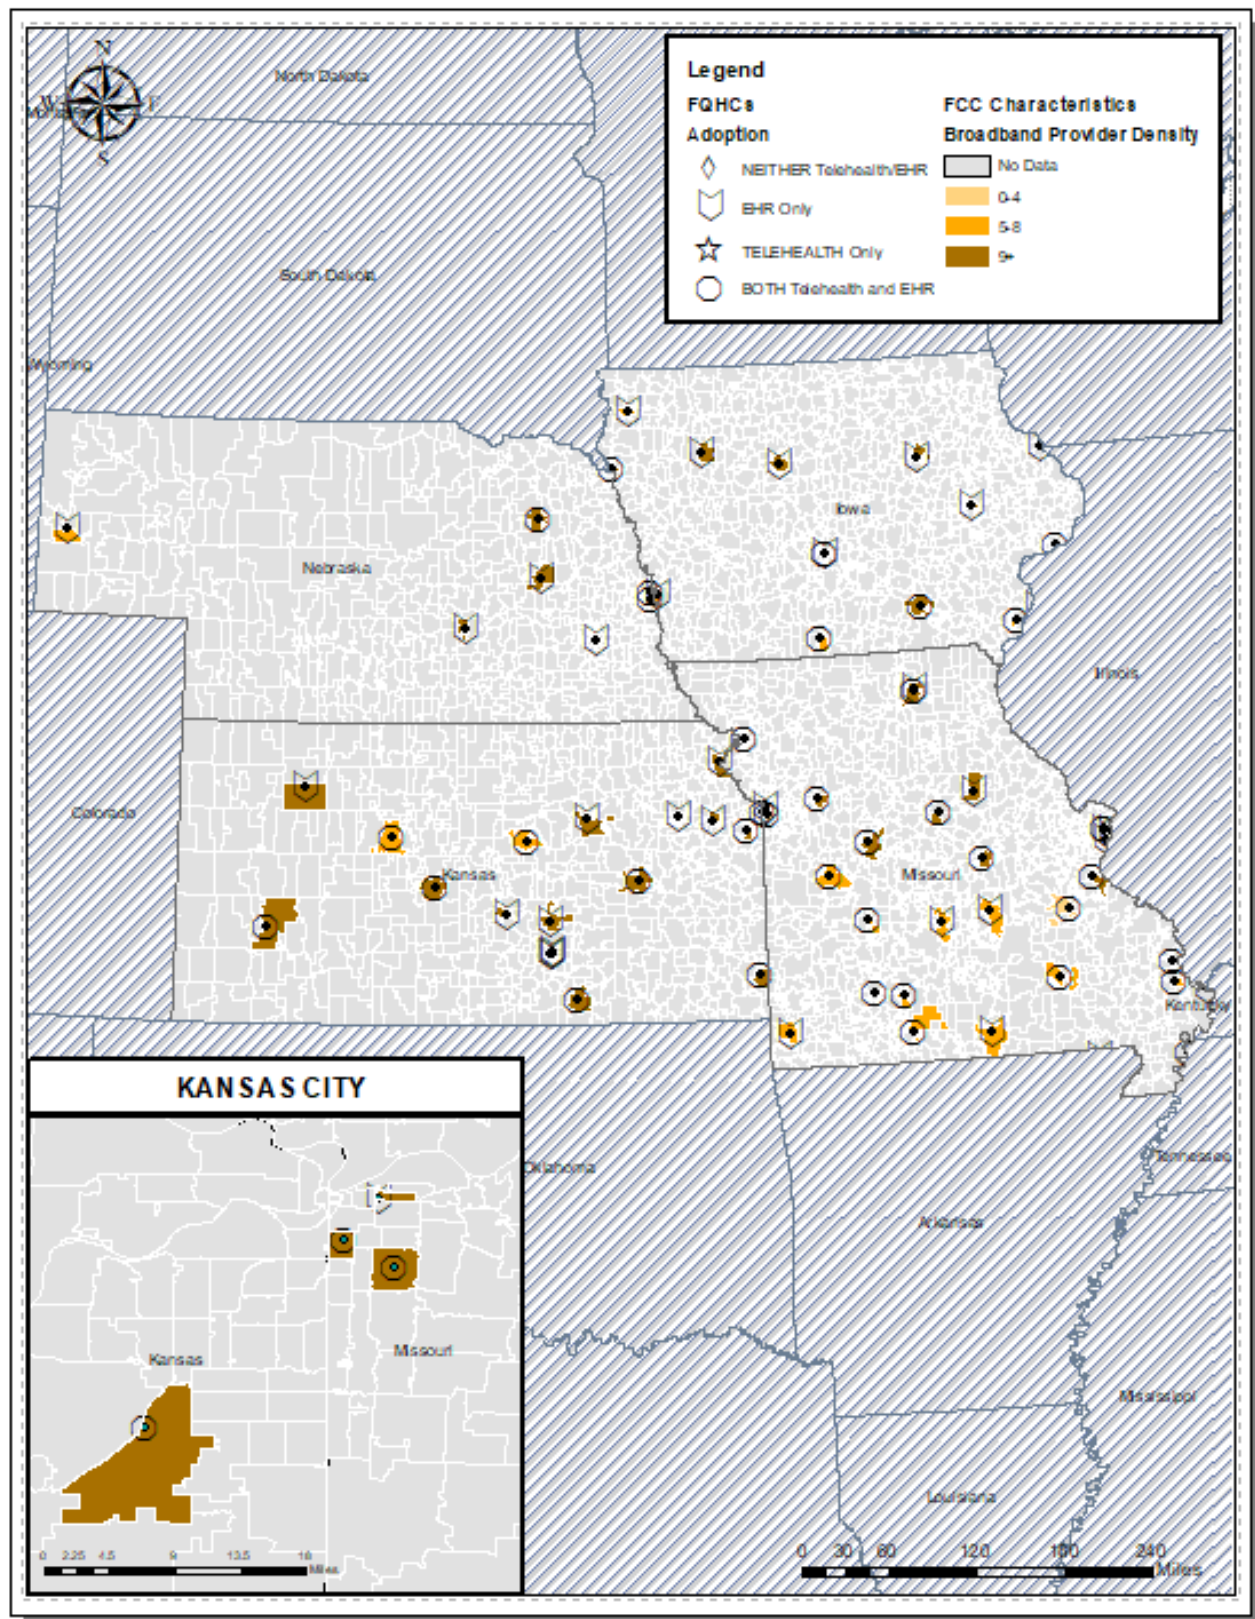 N
W E
S
North Dakota
South Dakota
Wyoming
Legend
FQHCs FCC Characteristics
Adoption Broadband Provider Density
NEITHER Telehealth/EHR No Data
EHR Only 0-4
5-8
TELEHEALTH Only 9+
BOTH Telehealth and EHR
Iowa
Nebraska
Illinois
Colorado
Kansas
Missouri
Kentucky
KANSAS CITY
Oklahoma
Tennessee
Arkansas
Kansas
Missouri
Mississippi
Louisiana
0 2.25 4.5 9 13.5 18
Miles
0 30 60 120 180 240
Miles